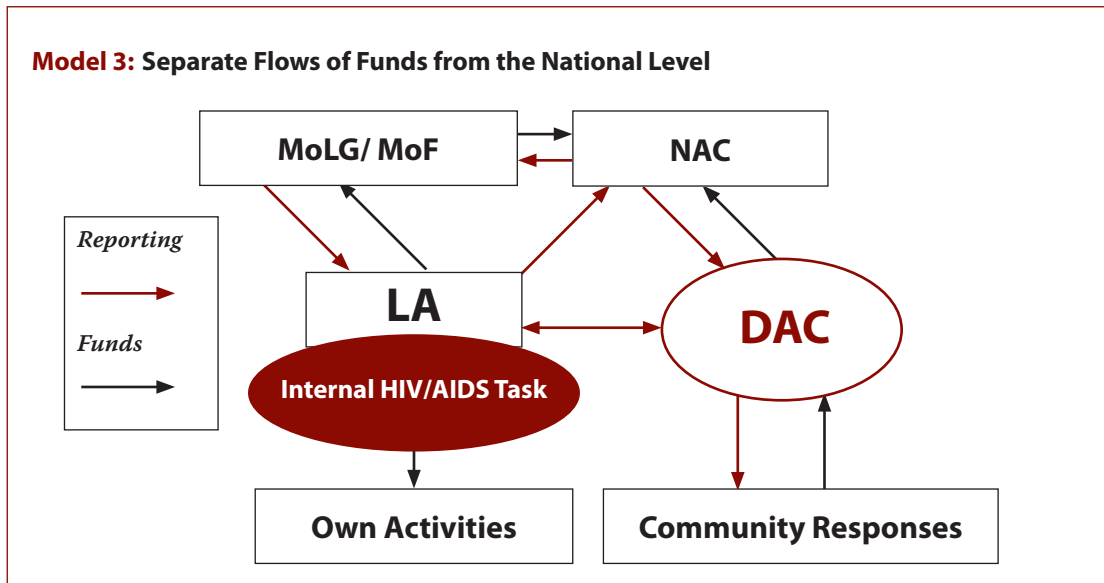 Model 3: Separate Flows of Funds from the National Level
MoLG/ MoF
NAC
Reporting
Funds
LA
DAC
Internal HIV/AIDS Task
Own Activities
Community Responses